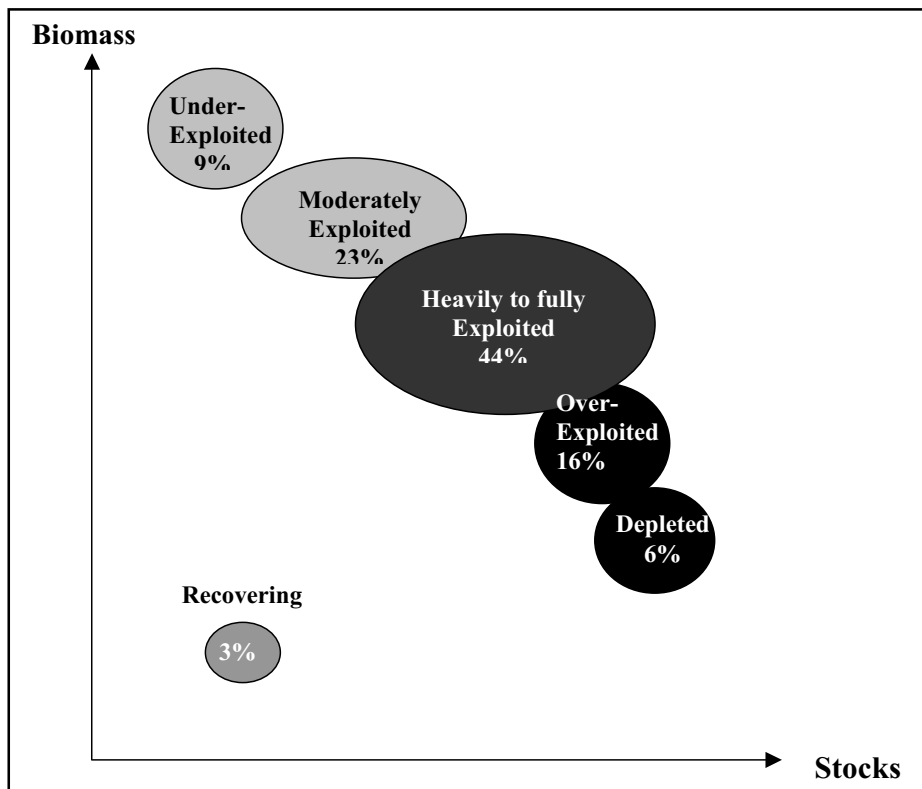 Biomass
Under-
Exploited
9%
Moderately
Exploited
23%
Heavily to fully
Exploited
44%
Over-
Exploited
16%
Depleted
6%
Recovering
3%
Stocks